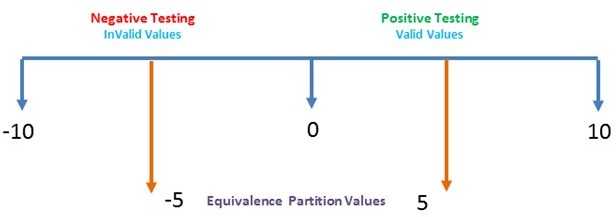 Negative Testing
InValid Values
Positive Testing
Valid Values
-10
0
10
-5
Equivalence Partition Values
5